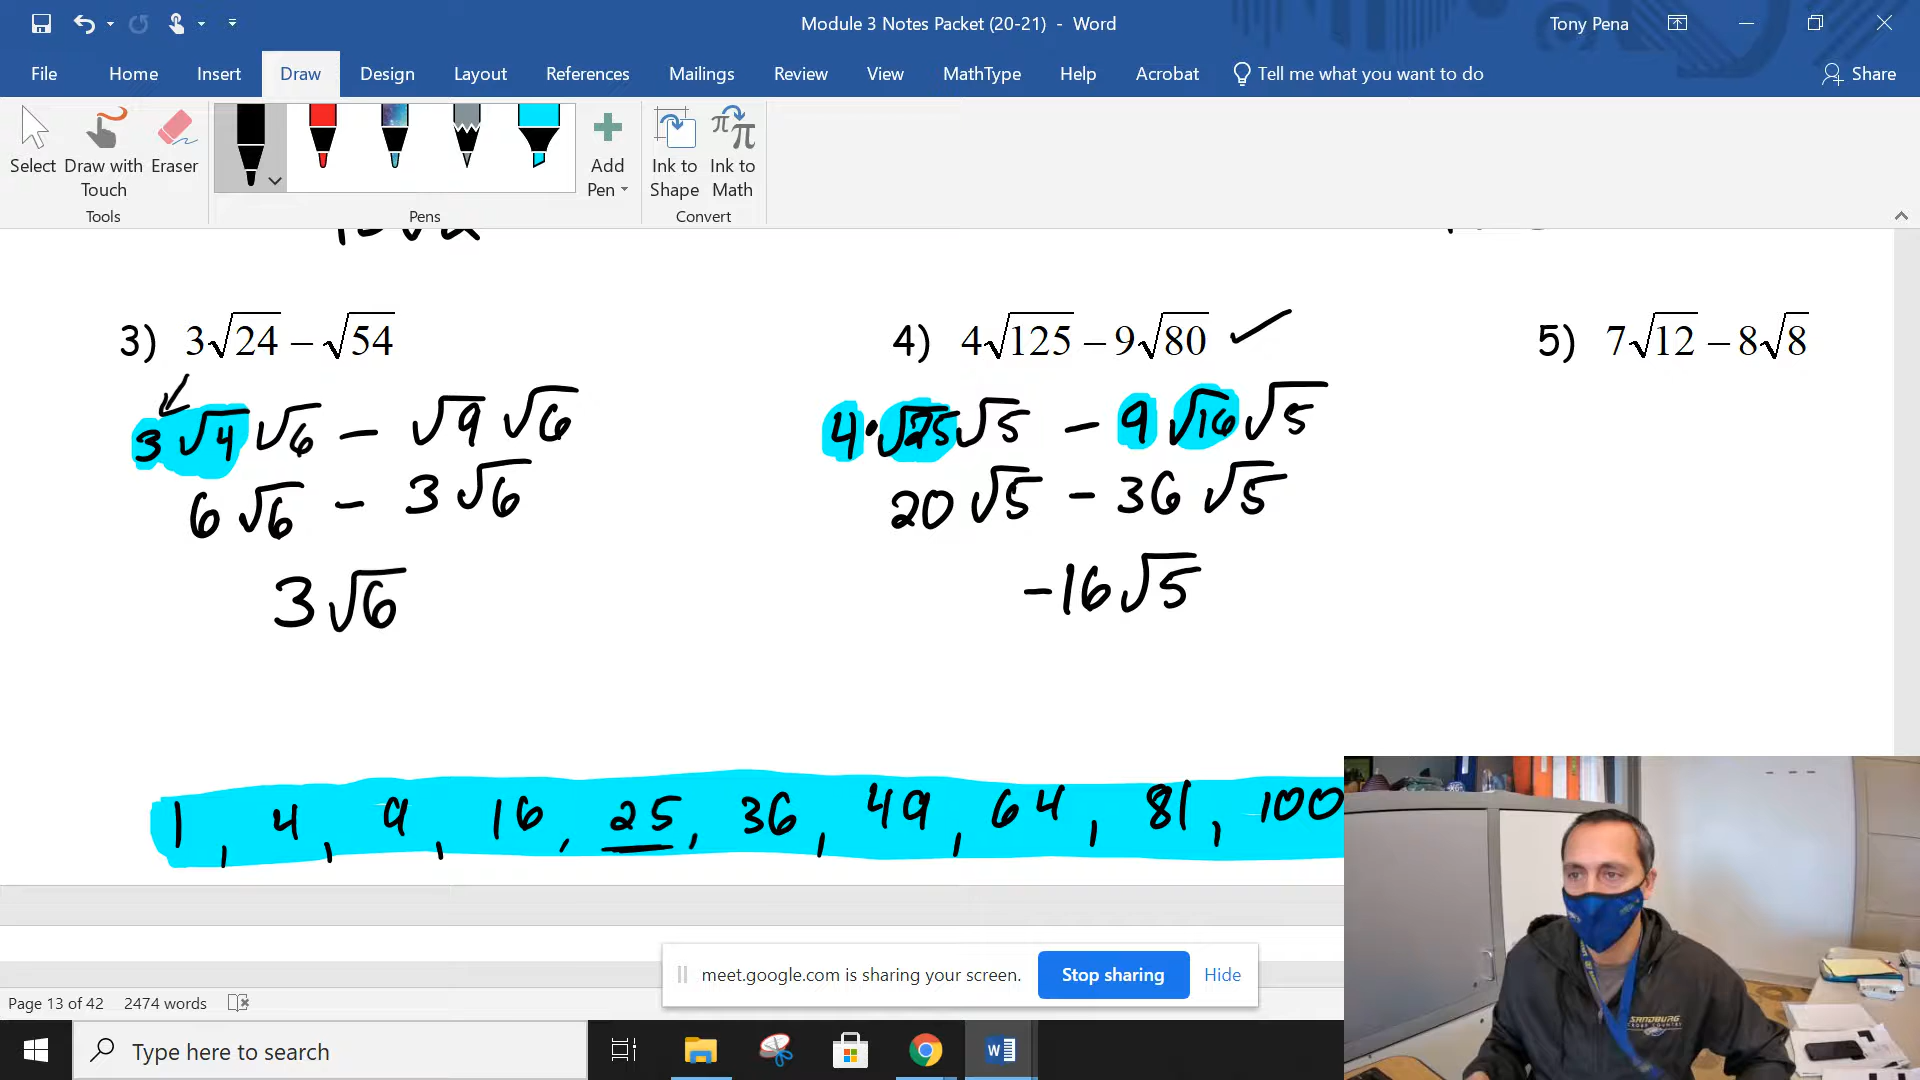 Module 3 Notes Packet (20-21) - Word
Tony Pena
File Home Insert Draw Design Layout References Mailings Review View MathType Help Acrobat Tell me what you want to do Share
Select Draw with Touch Eraser Add Pen Ink to Shape Ink to Math
Tools Pens Convert
3) 3√24 – √54
3√4 √6 – √9 √6
6√6 – 3√6
3√6
4) 4√125 – 9√80 ✓
4•√25 √5 – 9√16 √5
20√5 – 36√5
-16√5
5) 7√12 – 8√8
1, 4, 9, 16, 25, 36, 49, 64, 81, 100
meet.google.com is sharing your screen. Stop sharing Hide
SANDBURG
CROSS COUNTRY
Page 13 of 42 2474 words
Type here to search